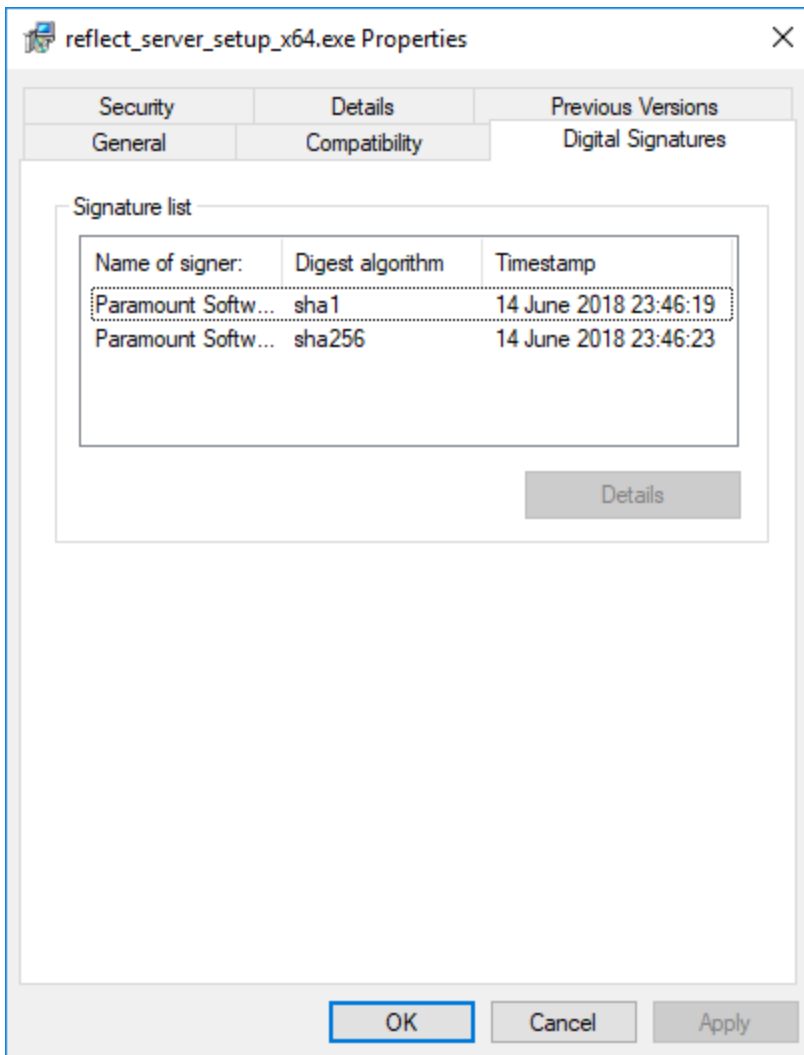 reflect_server_setup_x64.exe Properties
Security Details Previous Versions
General Compatibility Digital Signatures
Signature list
Name of signer: Digest algorithm Timestamp
Paramount Softw... sha1 14 June 2018 23:46:19
Paramount Softw... sha256 14 June 2018 23:46:23
Details
OK Cancel Apply